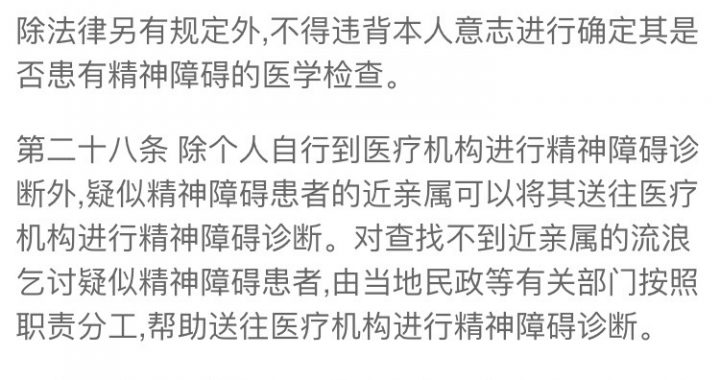 除法律另有规定外,不得违背本人意志进行确定其是
否患有精神障碍的医学检查。
第二十八条 除个人自行到医疗机构进行精神障碍诊
断外,疑似精神障碍患者的近亲属可以将其送往医疗
机构进行精神障碍诊断。对查找不到近亲属的流浪
乞讨疑似精神障碍患者,由当地民政等有关部门按照
职责分工,帮助送往医疗机构进行精神障碍诊断。